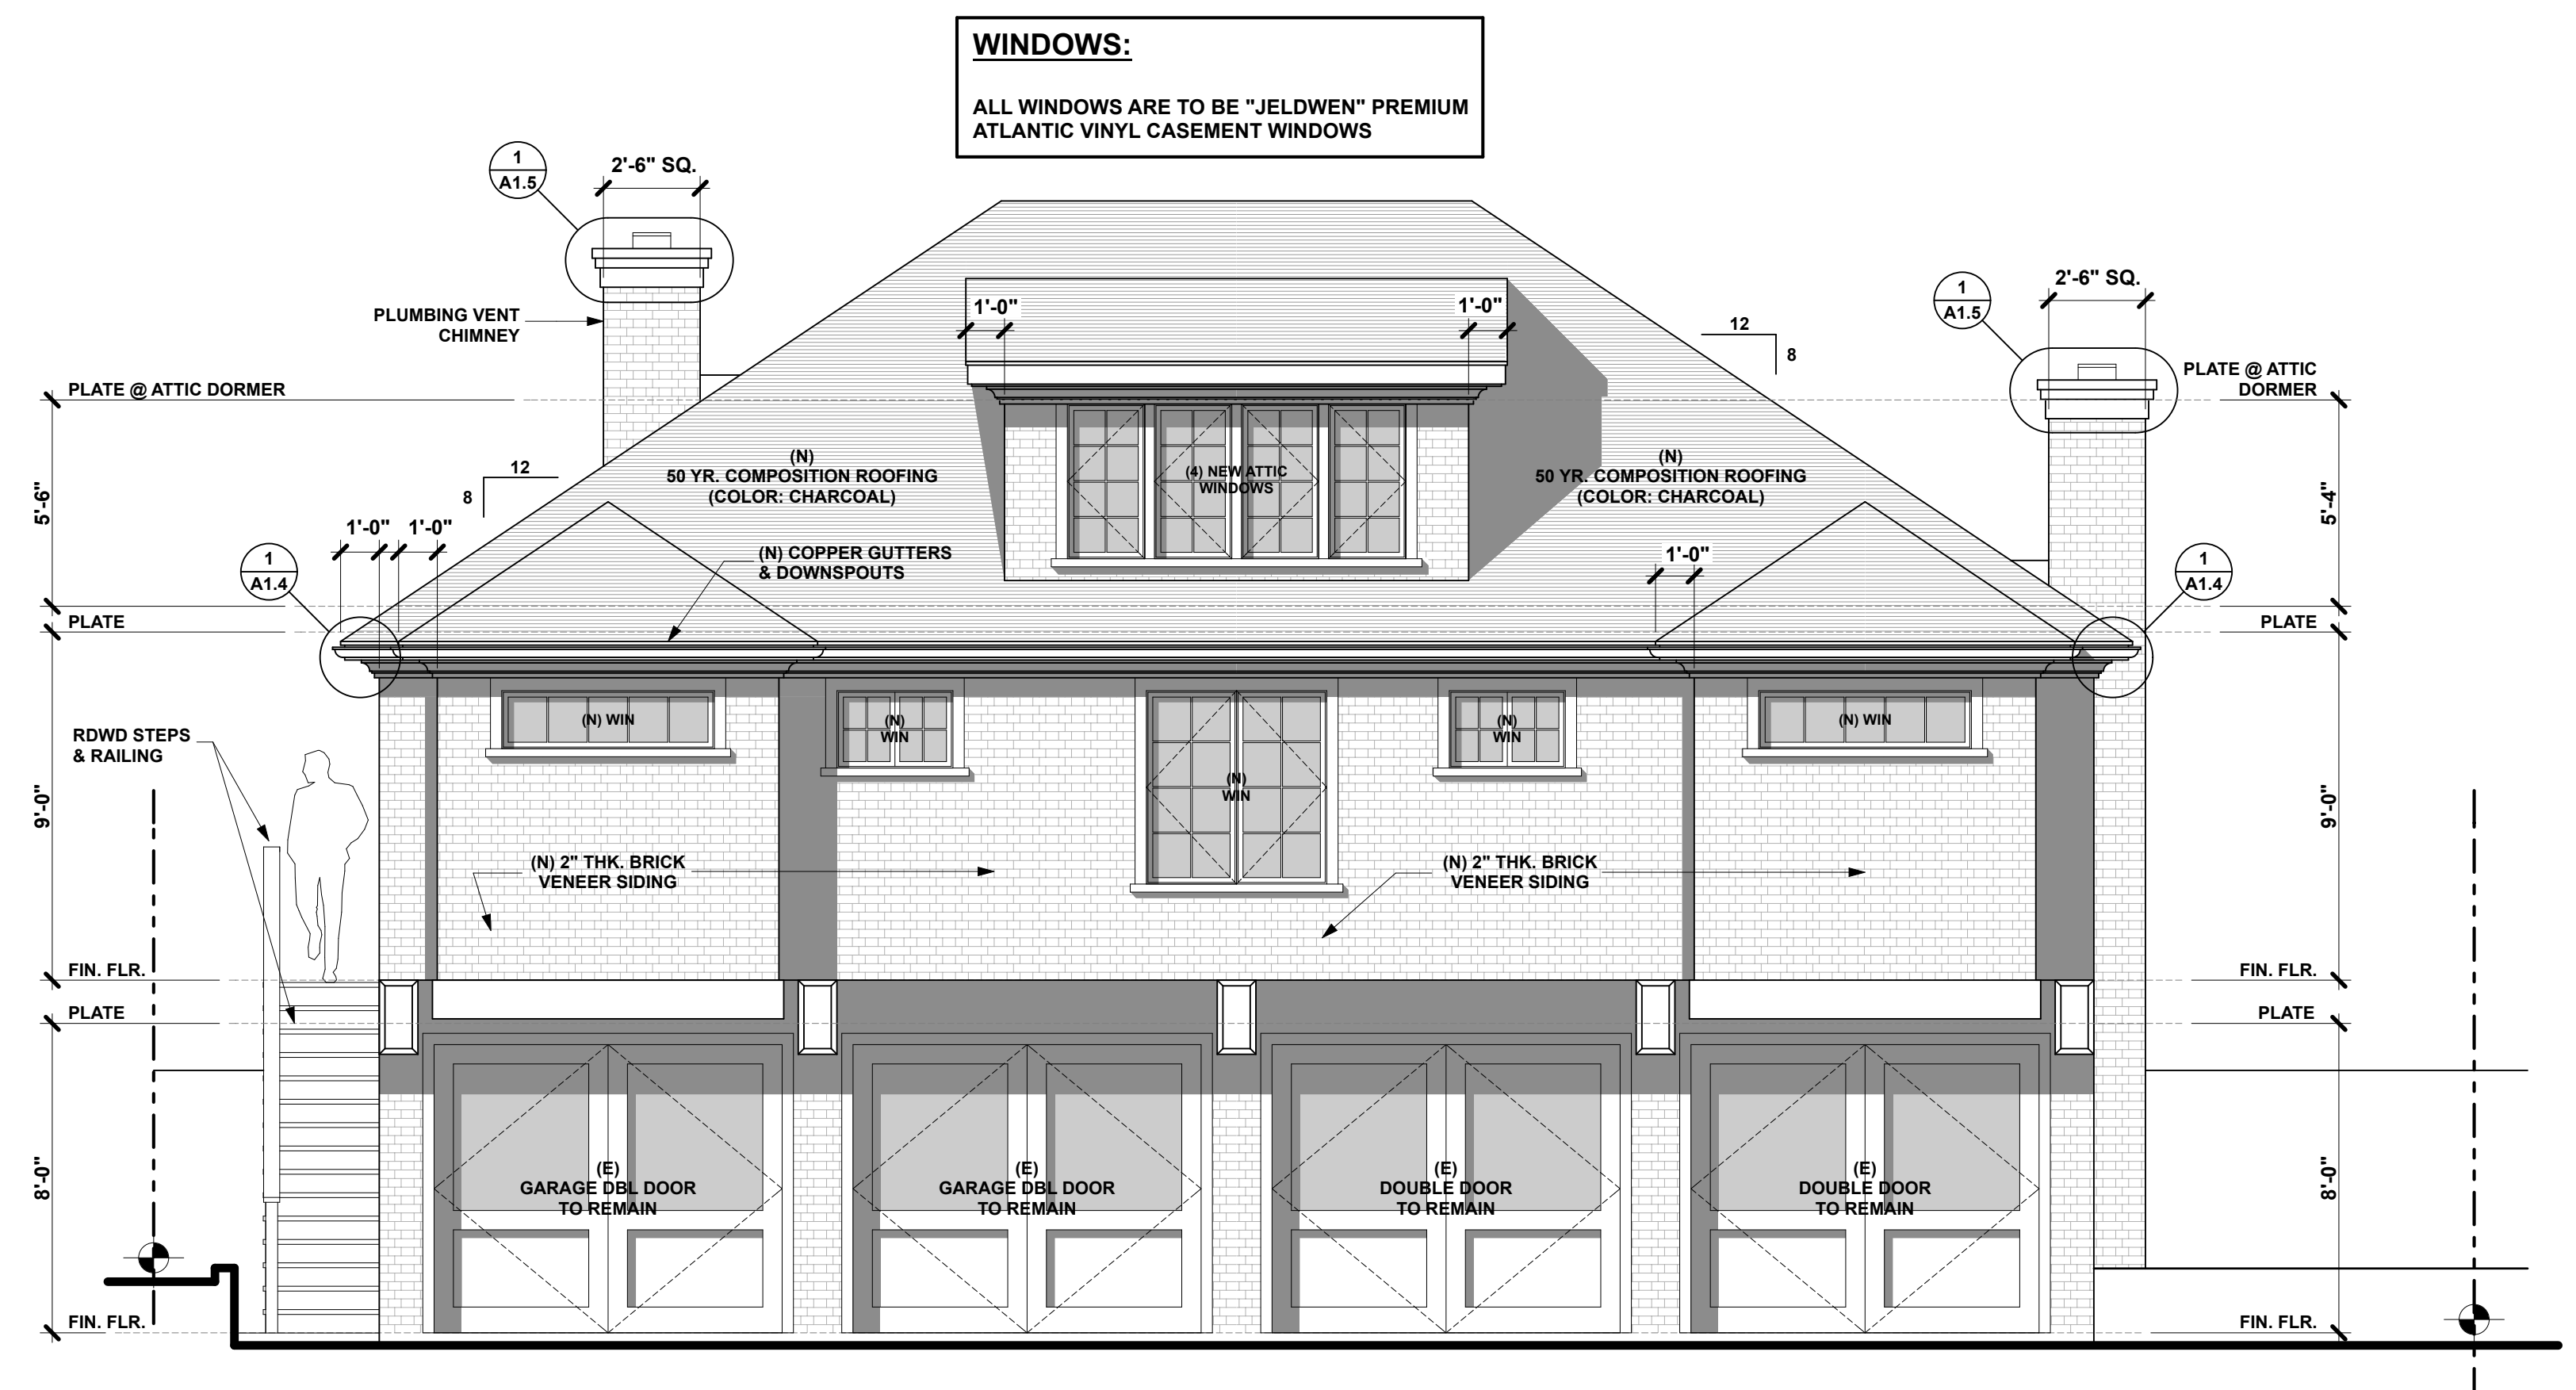 WINDOWS:
ALL WINDOWS ARE TO BE "JELDWEN" PREMIUM
ATLANTIC VINYL CASEMENT WINDOWS
1
A1.5
2'-6" SQ.
PLUMBING VENT
CHIMNEY
1'-0"
1'-0"
12
8
1
A1.5
2'-6" SQ.
PLATE @ ATTIC DORMER
PLATE @ ATTIC
DORMER
5'-6"
12
8
(N)
50 YR. COMPOSITION ROOFING
(COLOR: CHARCOAL)
(4) NEW ATTIC
WINDOWS
(N)
50 YR. COMPOSITION ROOFING
(COLOR: CHARCOAL)
5'-4"
1'-0"
1'-0"
1
A1.4
(N) COPPER GUTTERS
& DOWNSPOUTS
1'-0"
1
A1.4
PLATE
PLATE
RDWD STEPS
& RAILING
(N) WIN
(N)
WIN
(N)
WIN
(N)
WIN
(N) WIN
9'-0"
9'-0"
(N) 2" THK. BRICK
VENEER SIDING
(N) 2" THK. BRICK
VENEER SIDING
FIN. FLR.
FIN. FLR.
PLATE
PLATE
8'-0"
8'-0"
(E)
GARAGE DBL DOOR
TO REMAIN
(E)
GARAGE DBL DOOR
TO REMAIN
(E)
DOUBLE DOOR
TO REMAIN
(E)
DOUBLE DOOR
TO REMAIN
FIN. FLR.
FIN. FLR.